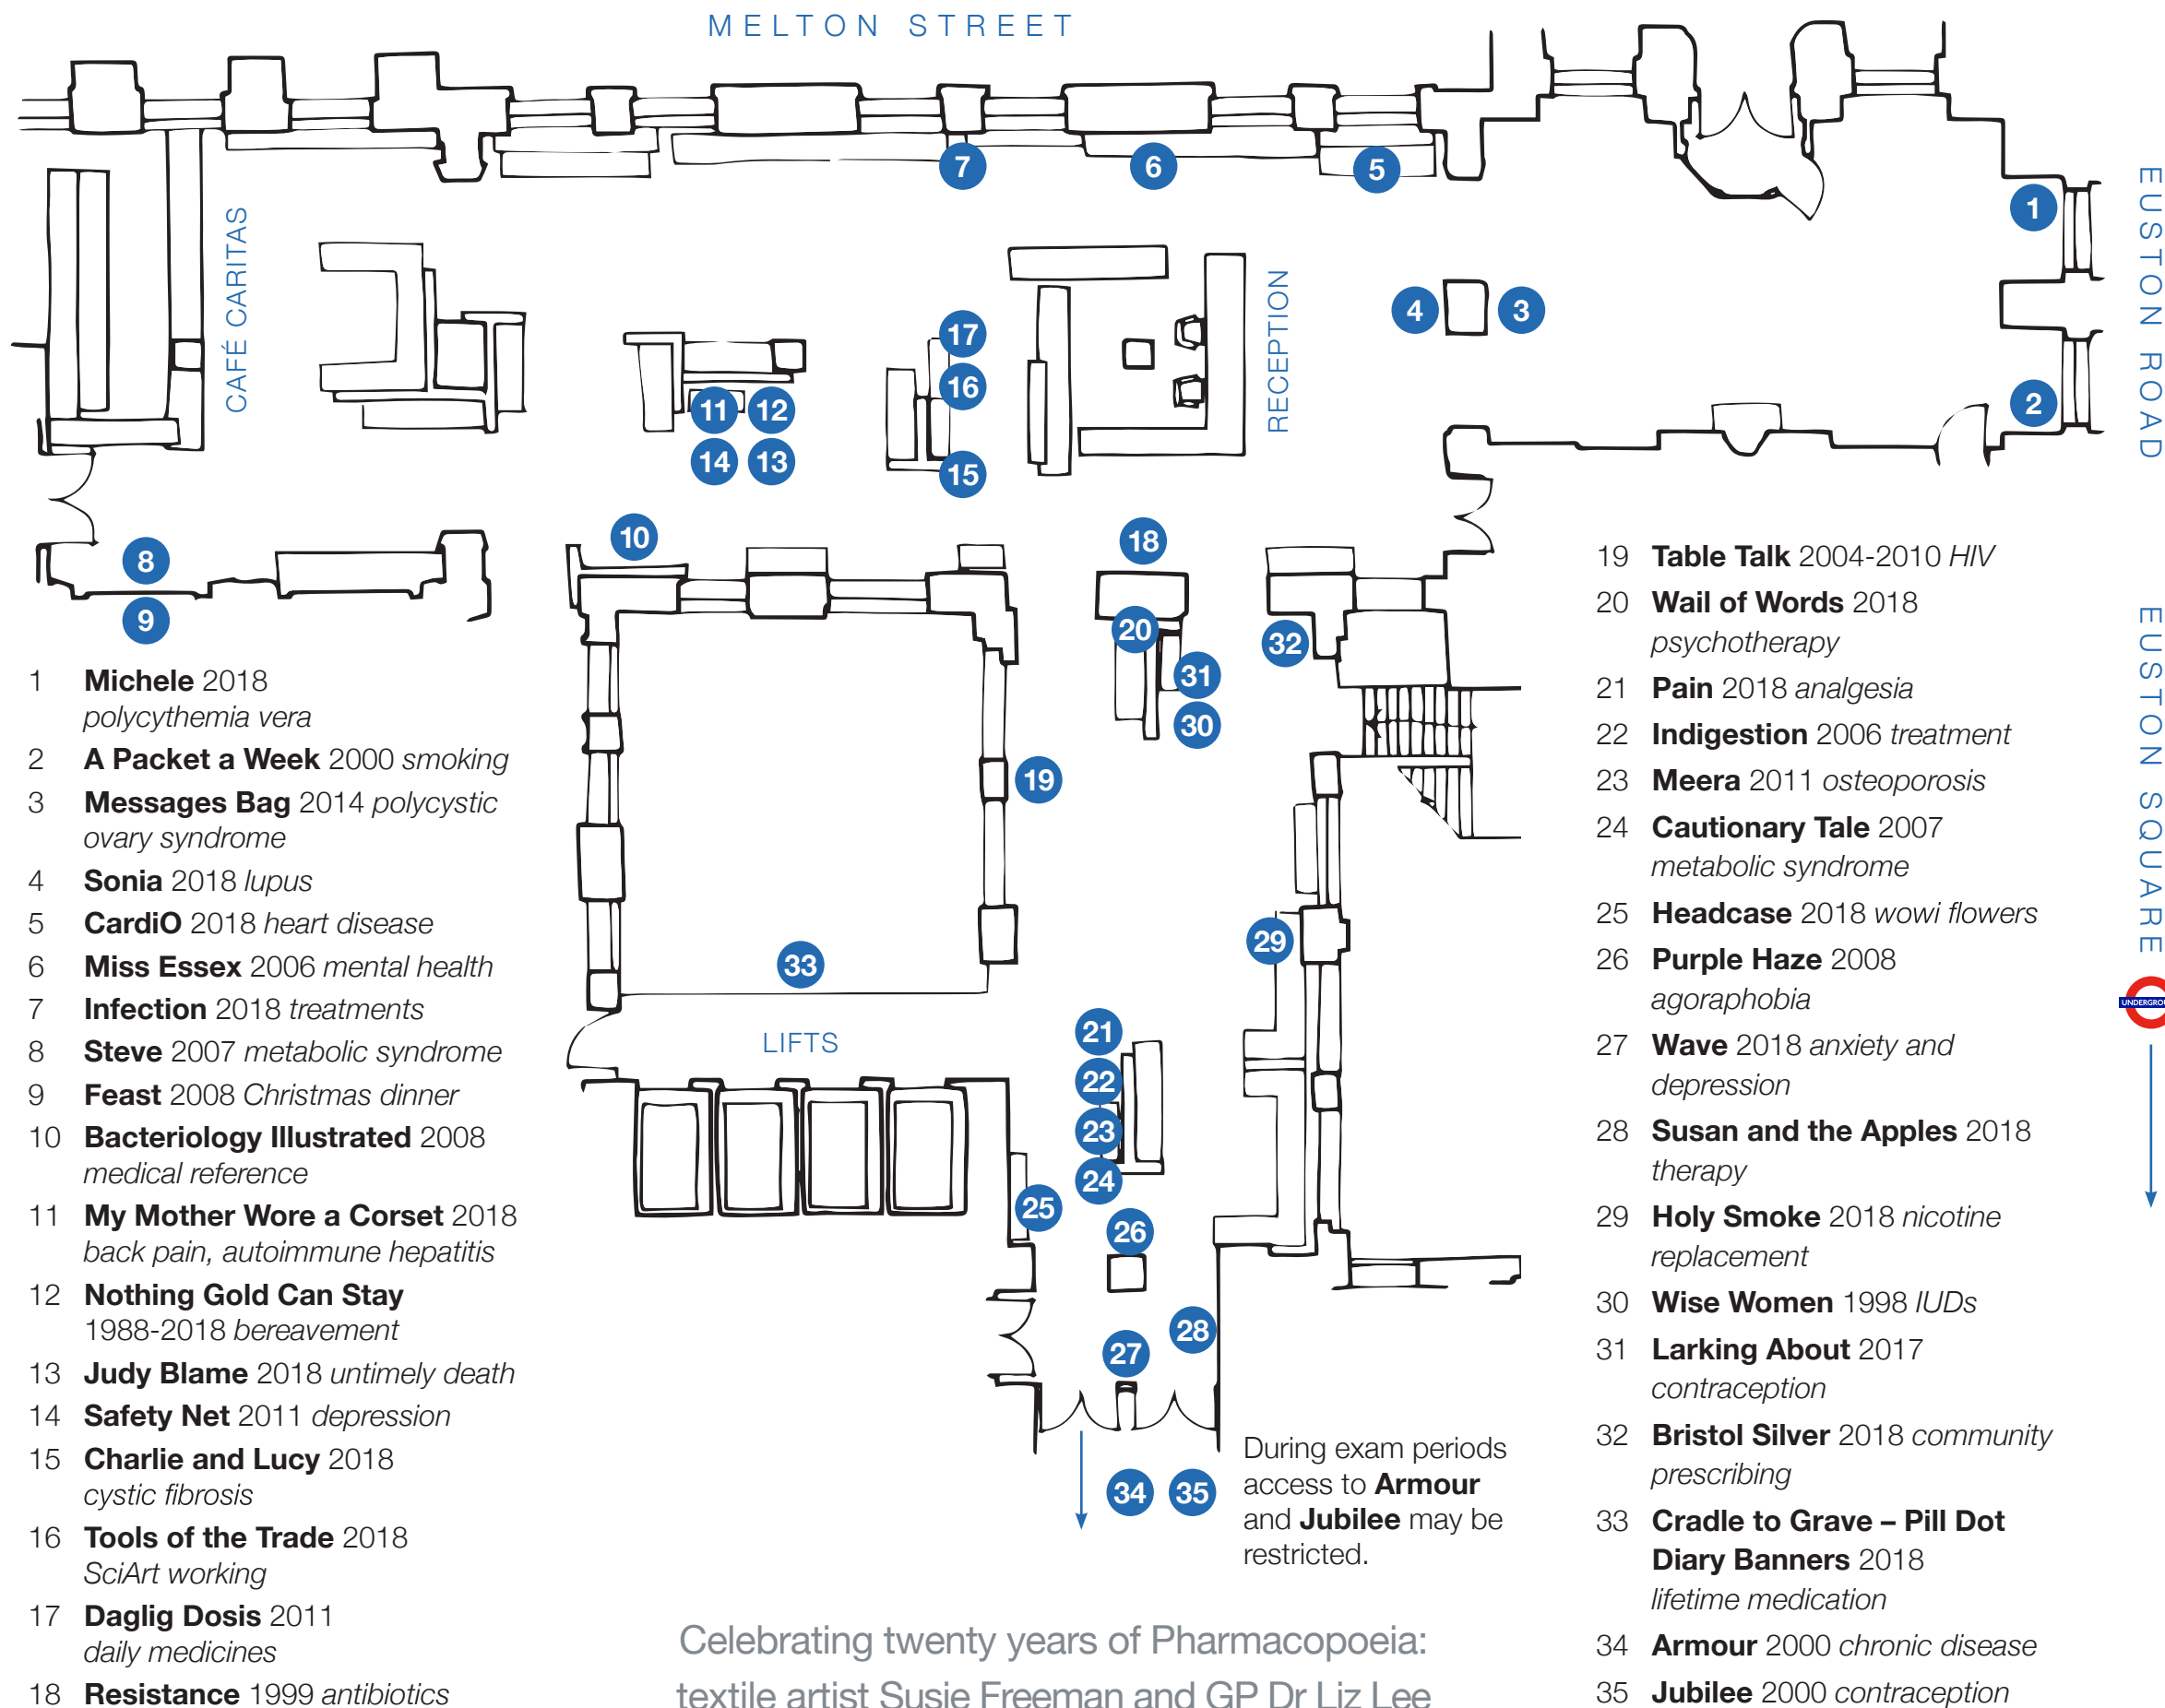 MELTON STREET
EUSTON ROAD
EUSTON SQUARE
CAFÉ CARITAS
RECEPTION
LIFTS
7
6
5
1
4
3
2
17
16
11
12
14
13
15
10
18
8
9
20
32
31
30
19
29
33
21
22
23
24
25
26
28
27
34
35
1 Michele 2018
polycythemia vera
2 A Packet a Week 2000 smoking
3 Messages Bag 2014 polycystic
ovary syndrome
4 Sonia 2018 lupus
5 CardiO 2018 heart disease
6 Miss Essex 2006 mental health
7 Infection 2018 treatments
8 Steve 2007 metabolic syndrome
9 Feast 2008 Christmas dinner
10 Bacteriology Illustrated 2008
medical reference
11 My Mother Wore a Corset 2018
back pain, autoimmune hepatitis
12 Nothing Gold Can Stay
1988-2018 bereavement
13 Judy Blame 2018 untimely death
14 Safety Net 2011 depression
15 Charlie and Lucy 2018
cystic fibrosis
16 Tools of the Trade 2018
SciArt working
17 Daglig Dosis 2011
daily medicines
18 Resistance 1999 antibiotics
During exam periods
access to Armour
and Jubilee may be
restricted.
Celebrating twenty years of Pharmacopoeia:
textile artist Susie Freeman and GP Dr Liz Lee
19 Table Talk 2004-2010 HIV
20 Wail of Words 2018
psychotherapy
21 Pain 2018 analgesia
22 Indigestion 2006 treatment
23 Meera 2011 osteoporosis
24 Cautionary Tale 2007
metabolic syndrome
25 Headcase 2018 wowi flowers
26 Purple Haze 2008
agoraphobia
27 Wave 2018 anxiety and
depression
28 Susan and the Apples 2018
therapy
29 Holy Smoke 2018 nicotine
replacement
30 Wise Women 1998 IUDs
31 Larking About 2017
contraception
32 Bristol Silver 2018 community
prescribing
33 Cradle to Grave – Pill Dot
Diary Banners 2018
lifetime medication
34 Armour 2000 chronic disease
35 Jubilee 2000 contraception